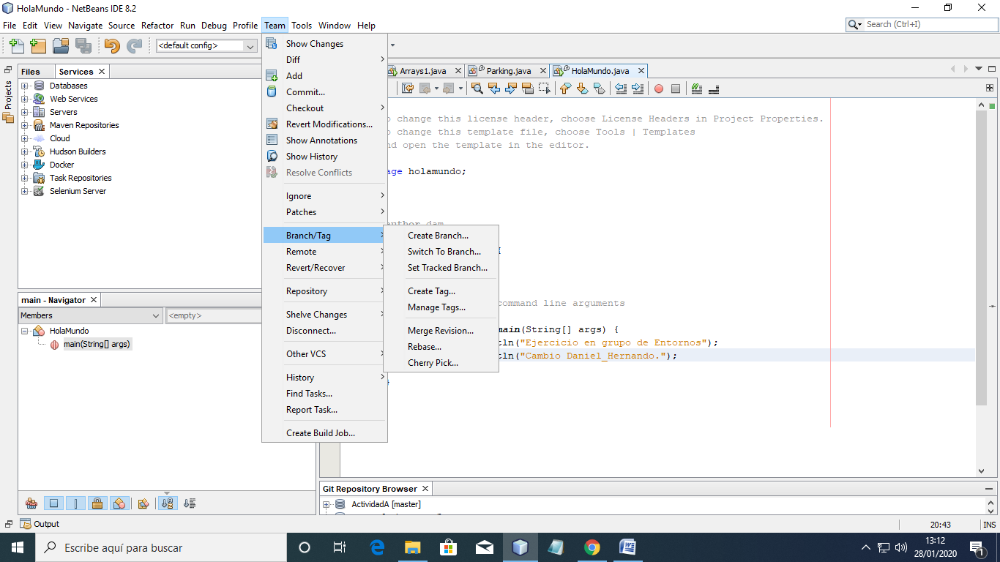 HolaMundo - NetBeans IDE 8.2
File Edit View Navigate Source Refactor Run Debug Profile Team Tools Window Help
Search (Ctrl+I)
<default config>
Projects
Files
Services
Databases
Web Services
Servers
Maven Repositories
Cloud
Hudson Builders
Docker
Task Repositories
Selenium Server
main - Navigator
Members
<empty>
HolaMundo
main(String[] args)
Show Changes
Diff
Add
Commit...
Checkout
Revert Modifications...
Show Annotations
Show History
Resolve Conflicts
Ignore
Patches
Branch/Tag
Remote
Revert/Recover
Repository
Shelve Changes
Disconnect...
Other VCS
History
Find Tasks...
Report Task...
Create Build Job...
Create Branch...
Switch To Branch...
Set Tracked Branch...
Create Tag...
Manage Tags...
Merge Revision...
Rebase...
Cherry Pick...
Arrays1.java
Parking.java
HolaMundo.java
o change this license header, choose License Headers in Project Properties.
o change this template file, choose Tools | Templates
nd open the template in the editor.
age holamundo;
author dam
{
command line arguments
main(String[] args) {
tln("Ejercicio en grupo de Entornos");
tln("Cambio Daniel_Hernando.");
}
Git Repository Browser
ActividadA [master]
Output
20:43
INS
Escribe aquí para buscar
13:12
28/01/2020
1